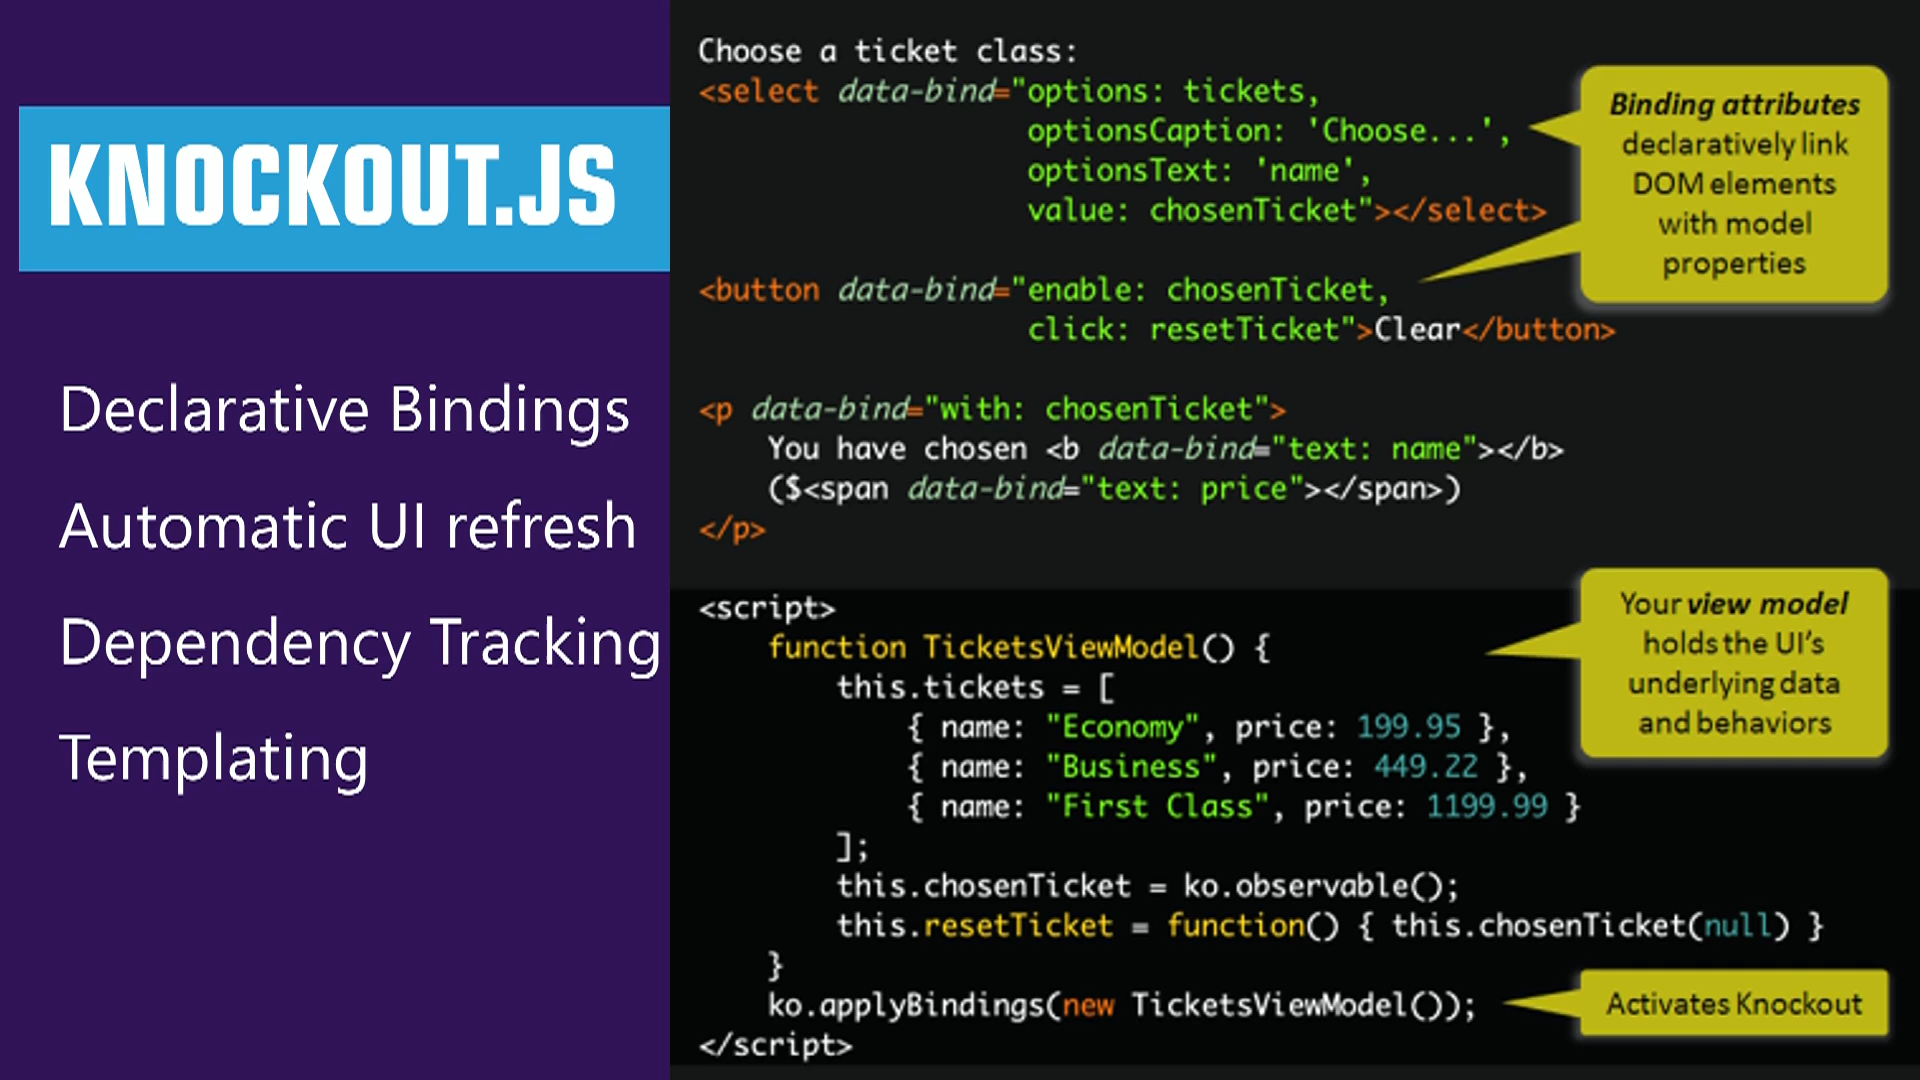 KNOCKOUT.JS
Declarative Bindings
Automatic UI refresh
Dependency Tracking
Templating
Choose a ticket class:
<select data-bind="options: tickets,
optionsCaption: 'Choose...',
optionsText: 'name',
value: chosenTicket"></select>
<button data-bind="enable: chosenTicket,
click: resetTicket">Clear</button>
<p data-bind="with: chosenTicket">
You have chosen <b data-bind="text: name"></b>
($<span data-bind="text: price"></span>)
</p>
<script>
function TicketsViewModel() {
this.tickets = [
{ name: "Economy", price: 199.95 },
{ name: "Business", price: 449.22 },
{ name: "First Class", price: 1199.99 }
];
this.chosenTicket = ko.observable();
this.resetTicket = function() { this.chosenTicket(null) }
}
ko.applyBindings(new TicketsViewModel());
</script>
Binding attributes
declaratively link
DOM elements
with model
properties
Your view model
holds the UI's
underlying data
and behaviors
Activates Knockout